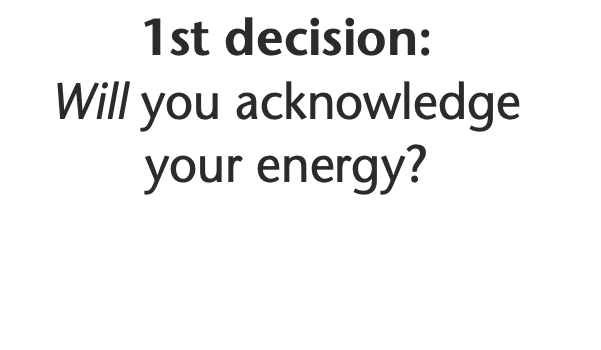 1st decision:
Will you acknowledge
your energy?